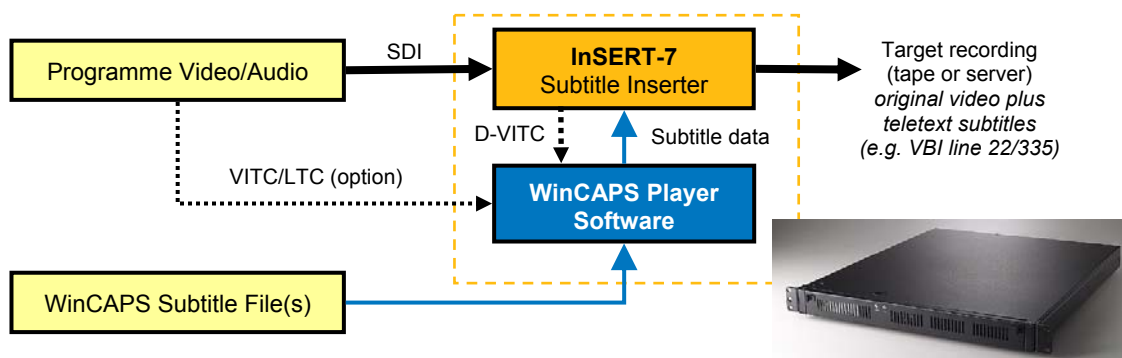 SDI
Programme Video/Audio
InSERT-7
Subtitle Inserter
Target recording
(tape or server)
original video plus
teletext subtitles
(e.g. VBI line 22/335)
D-VITC
Subtitle data
VITC/LTC (option)
WinCAPS Player
Software
WinCAPS Subtitle File(s)